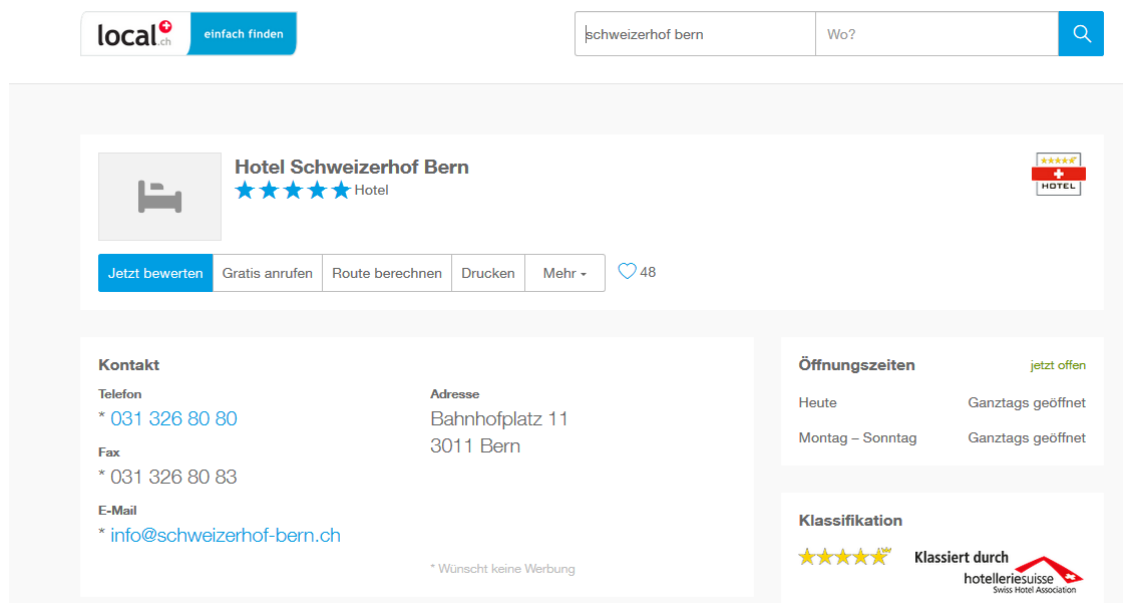 local.ch einfach finden
schweizerhof bern
Wo?
Hotel Schweizerhof Bern
Hotel
HOTEL
Jetzt bewerten
Gratis anrufen
Route berechnen
Drucken
Mehr
48
Kontakt
Telefon
* 031 326 80 80
Fax
* 031 326 80 83
E-Mail
* info@schweizerhof-bern.ch
Adresse
Bahnhofplatz 11
3011 Bern
* Wünscht keine Werbung
Öffnungszeiten jetzt offen
Heute Ganztags geöffnet
Montag – Sonntag Ganztags geöffnet
Klassifikation
Klassiert durch
hotelleriesuisse
Swiss Hotel Association